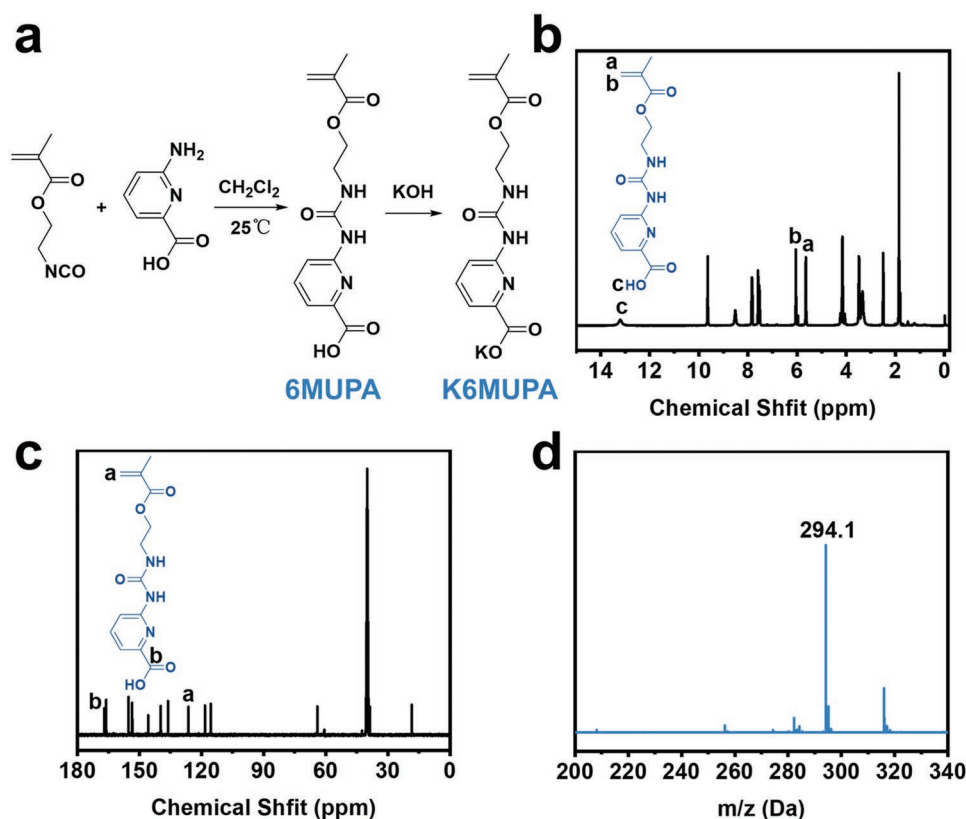 a
NH2
N
O
O
NCO
+
HO
O
CH2Cl2
25℃
O
O
NH
O
NH
N
O
HO
6MUPA
KOH
O
O
NH
O
NH
N
O
KO
K6MUPA
b
a
b
O
O
NH
O
NH
N
O
c HO
c
b
a
14 12 10 8 6 4 2 0
Chemical Shfit (ppm)
c
a
O
O
NH
O
NH
N
b
O
HO
b
a
180 150 120 90 60 30 0
Chemical Shfit (ppm)
d
294.1
200 220 240 260 280 300 320 340
m/z (Da)